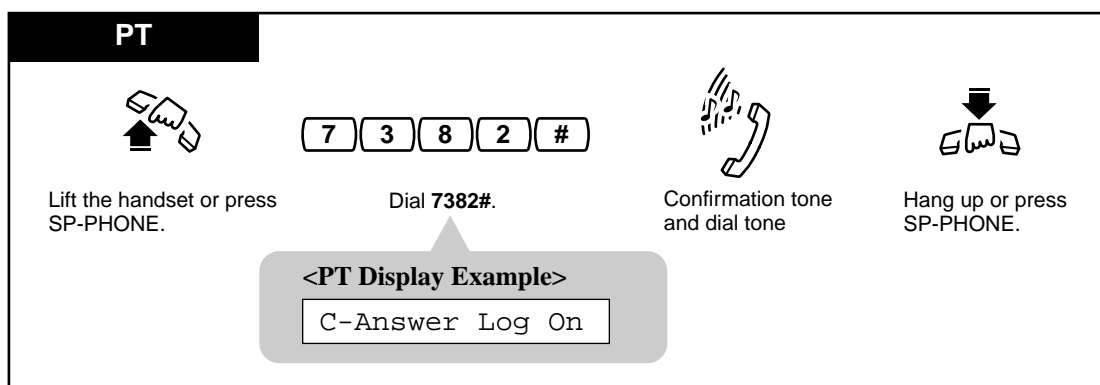 PT
7 3 8 2 #
Lift the handset or press
SP-PHONE.
Dial 7382#.
Confirmation tone
and dial tone
Hang up or press
SP-PHONE.
<PT Display Example>
C-Answer Log On